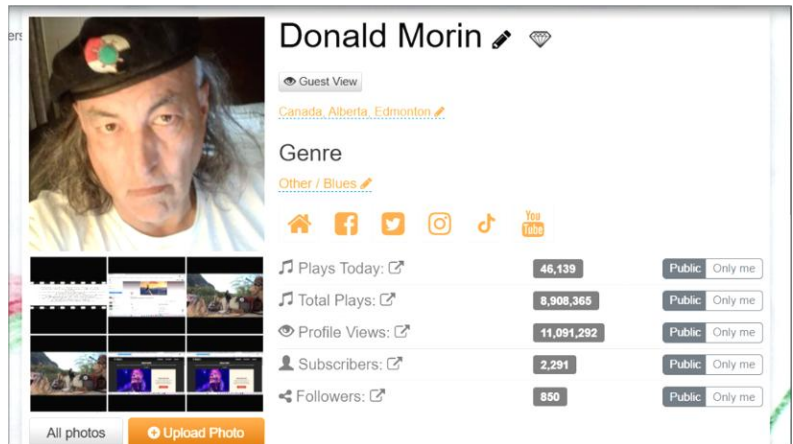 ers
Donald Morin
Guest View
Canada, Alberta, Edmonton
Genre
Other / Blues
You
Tube
Plays Today: 46,139 Public Only me
Total Plays: 8,908,365 Public Only me
Profile Views: 11,091,292 Public Only me
Subscribers: 2,291 Public Only me
Followers: 850 Public Only me
All photos Upload Photo